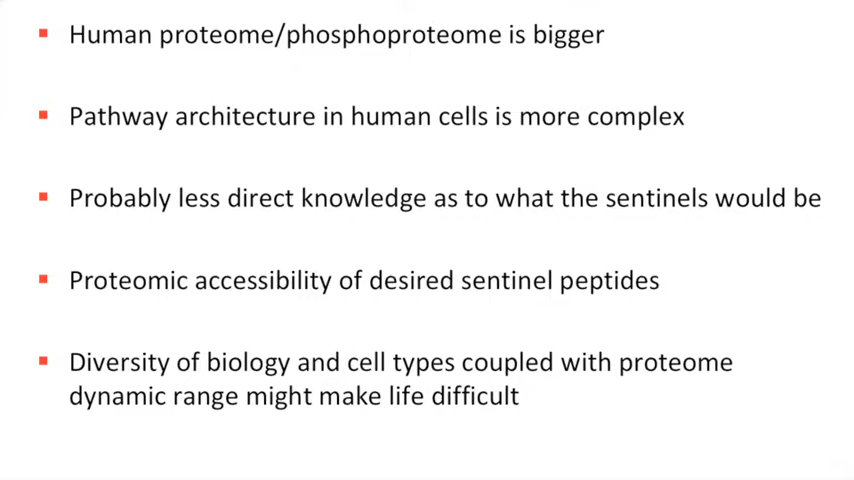 ▪ Human proteome/phosphoproteome is bigger
▪ Pathway architecture in human cells is more complex
▪ Probably less direct knowledge as to what the sentinels would be
▪ Proteomic accessibility of desired sentinel peptides
▪ Diversity of biology and cell types coupled with proteome
dynamic range might make life difficult